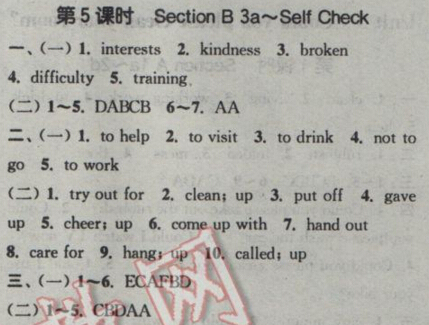 第5课时 Section B 3a~Self Check
一、(一) 1. interests 2. kindness 3. broken
4. difficulty 5. training
(二) 1~5. DABCB 6~7. AA
二、(一) 1. to help 2. to visit 3. to drink 4. not to
go 5. to work
(二) 1. try out for 2. clean; up 3. put off 4. gave
up 5. cheer; up 6. come up with 7. hand out
8. care for 9. hang; up 10. called; up
三、(一) 1~6. ECAFBD
(二) 1~5. CBDAA